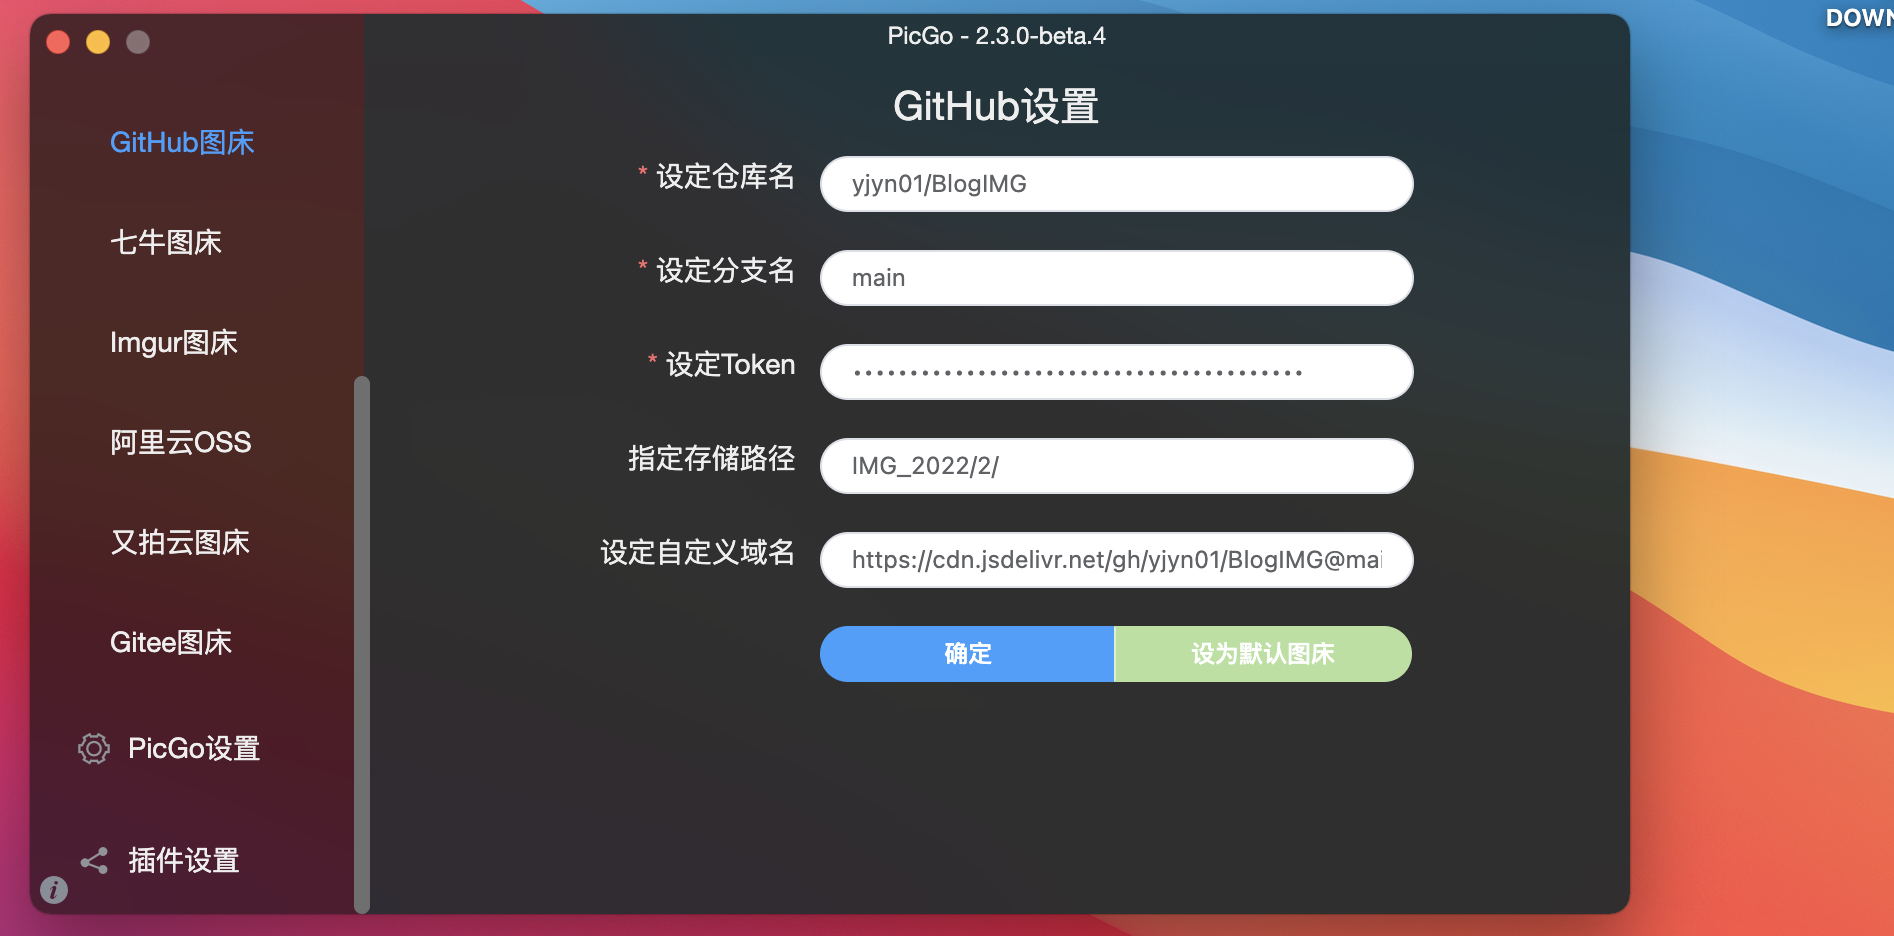 PicGo - 2.3.0-beta.4
DOWN
GitHub图床
七牛图床
Imgur图床
阿里云OSS
又拍云图床
Gitee图床
PicGo设置
插件设置
GitHub设置
* 设定仓库名
yjyn01/BlogIMG
* 设定分支名
main
* 设定Token
••••••••••••••••••••••••••••••••••••••••
指定存储路径
IMG_2022/2/
设定自定义域名
https://cdn.jsdelivr.net/gh/yjyn01/BlogIMG@mai
确定
设为默认图床